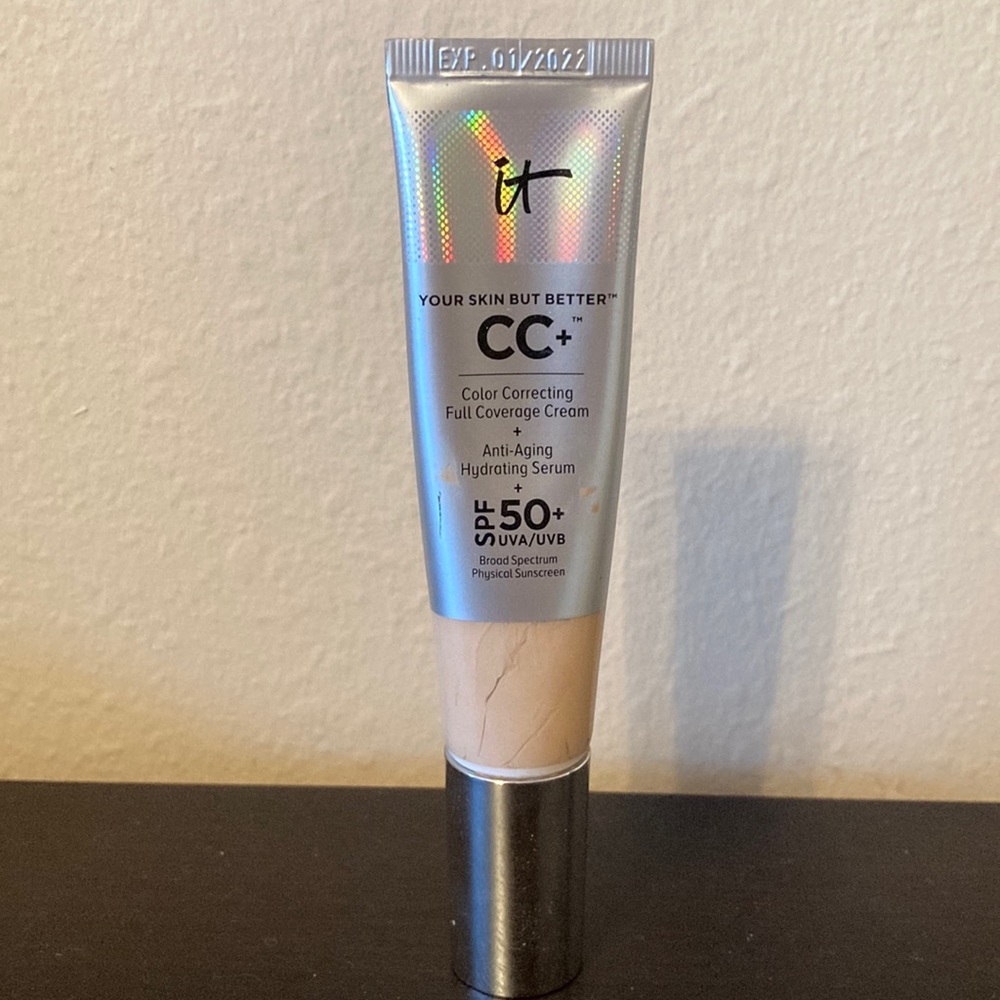 EXP. 01/2022
it
YOUR SKIN BUT BETTER™
CC+™
Color Correcting
Full Coverage Cream
+
Anti-Aging
Hydrating Serum
+
SPF 50+
UVA/UVB
Broad Spectrum
Physical Sunscreen